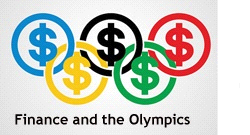 $ $ $
$ $
Finance and the Olympics